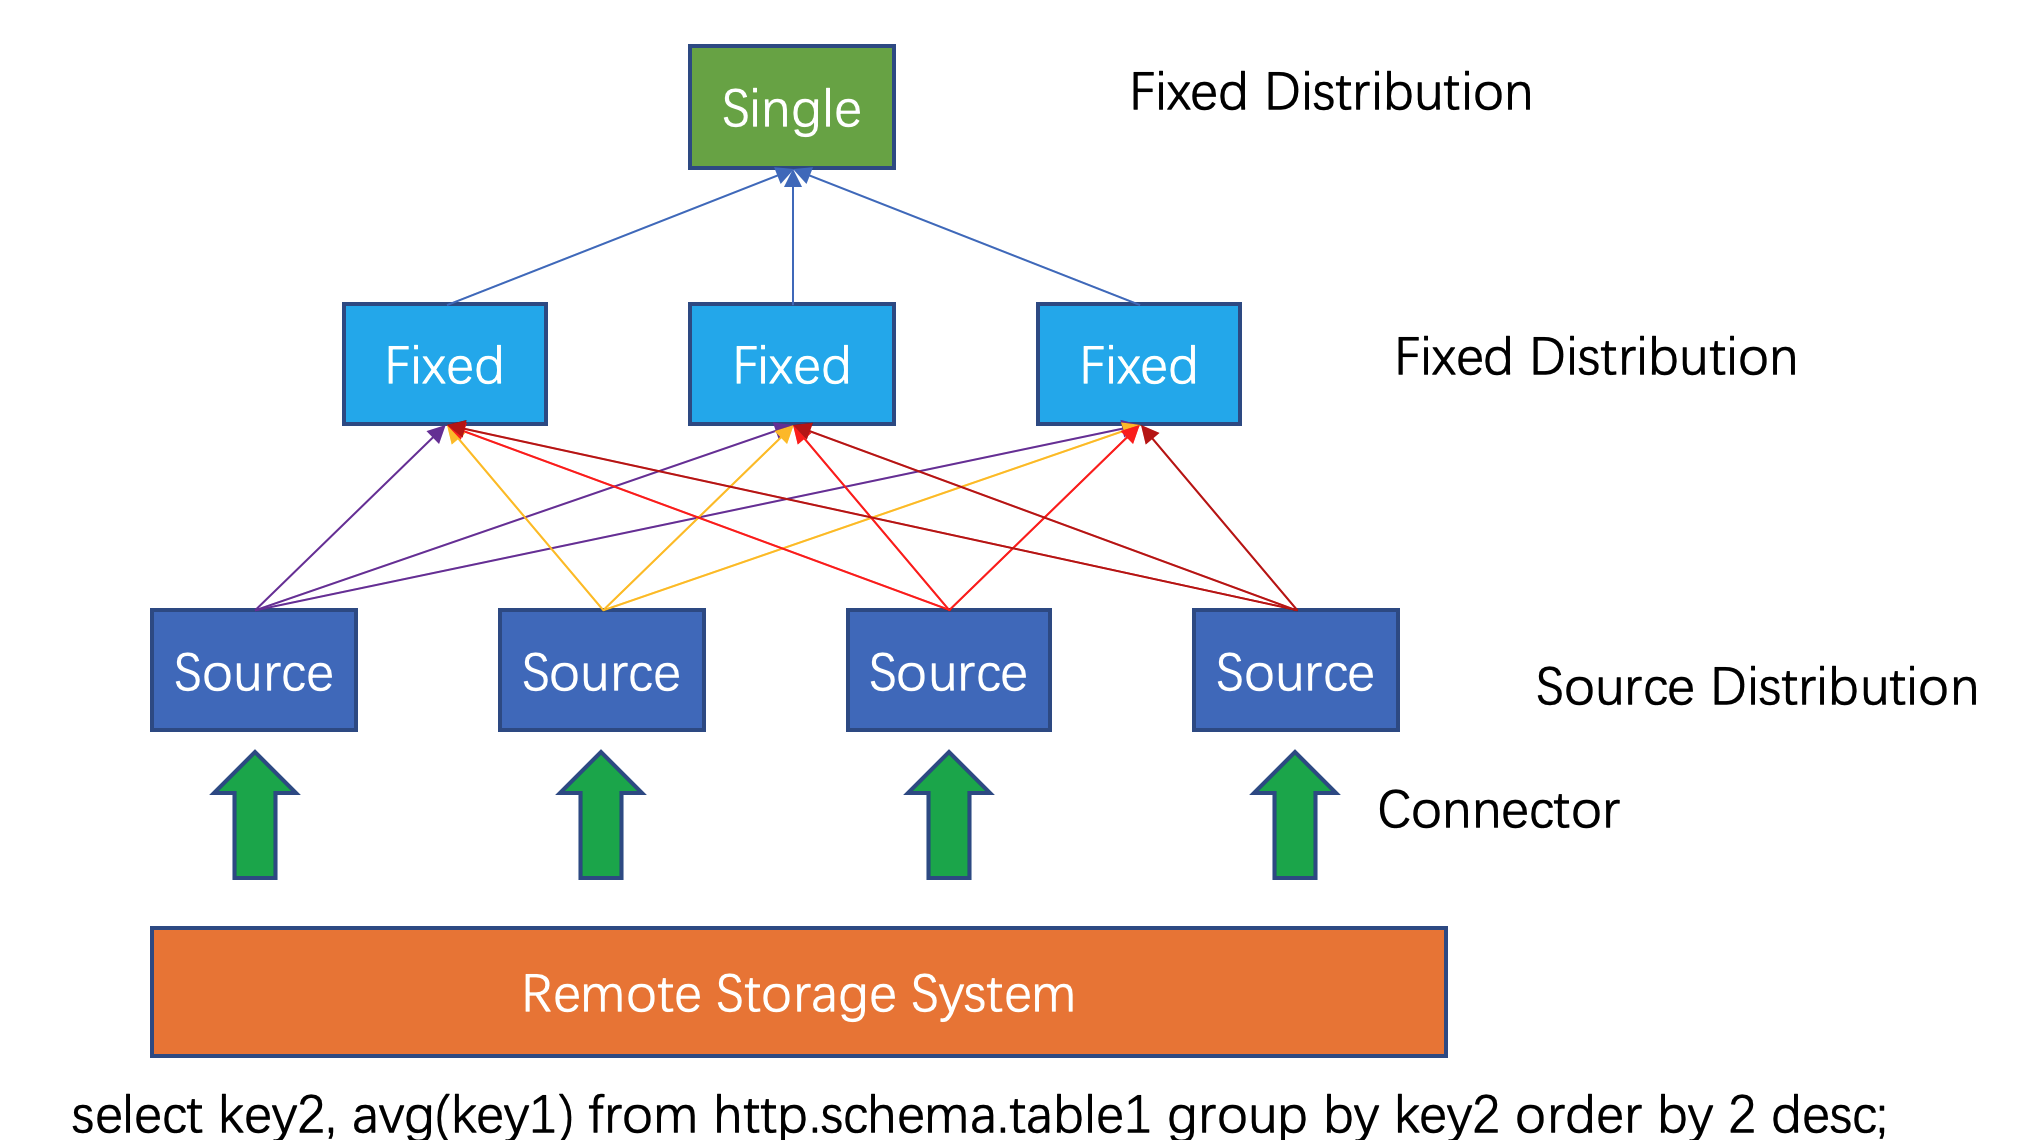 Single
Fixed Distribution
Fixed
Fixed
Fixed
Fixed Distribution
Source
Source
Source
Source
Source Distribution
Connector
Remote Storage System
select key2, avg(key1) from http.schema.table1 group by key2 order by 2 desc;